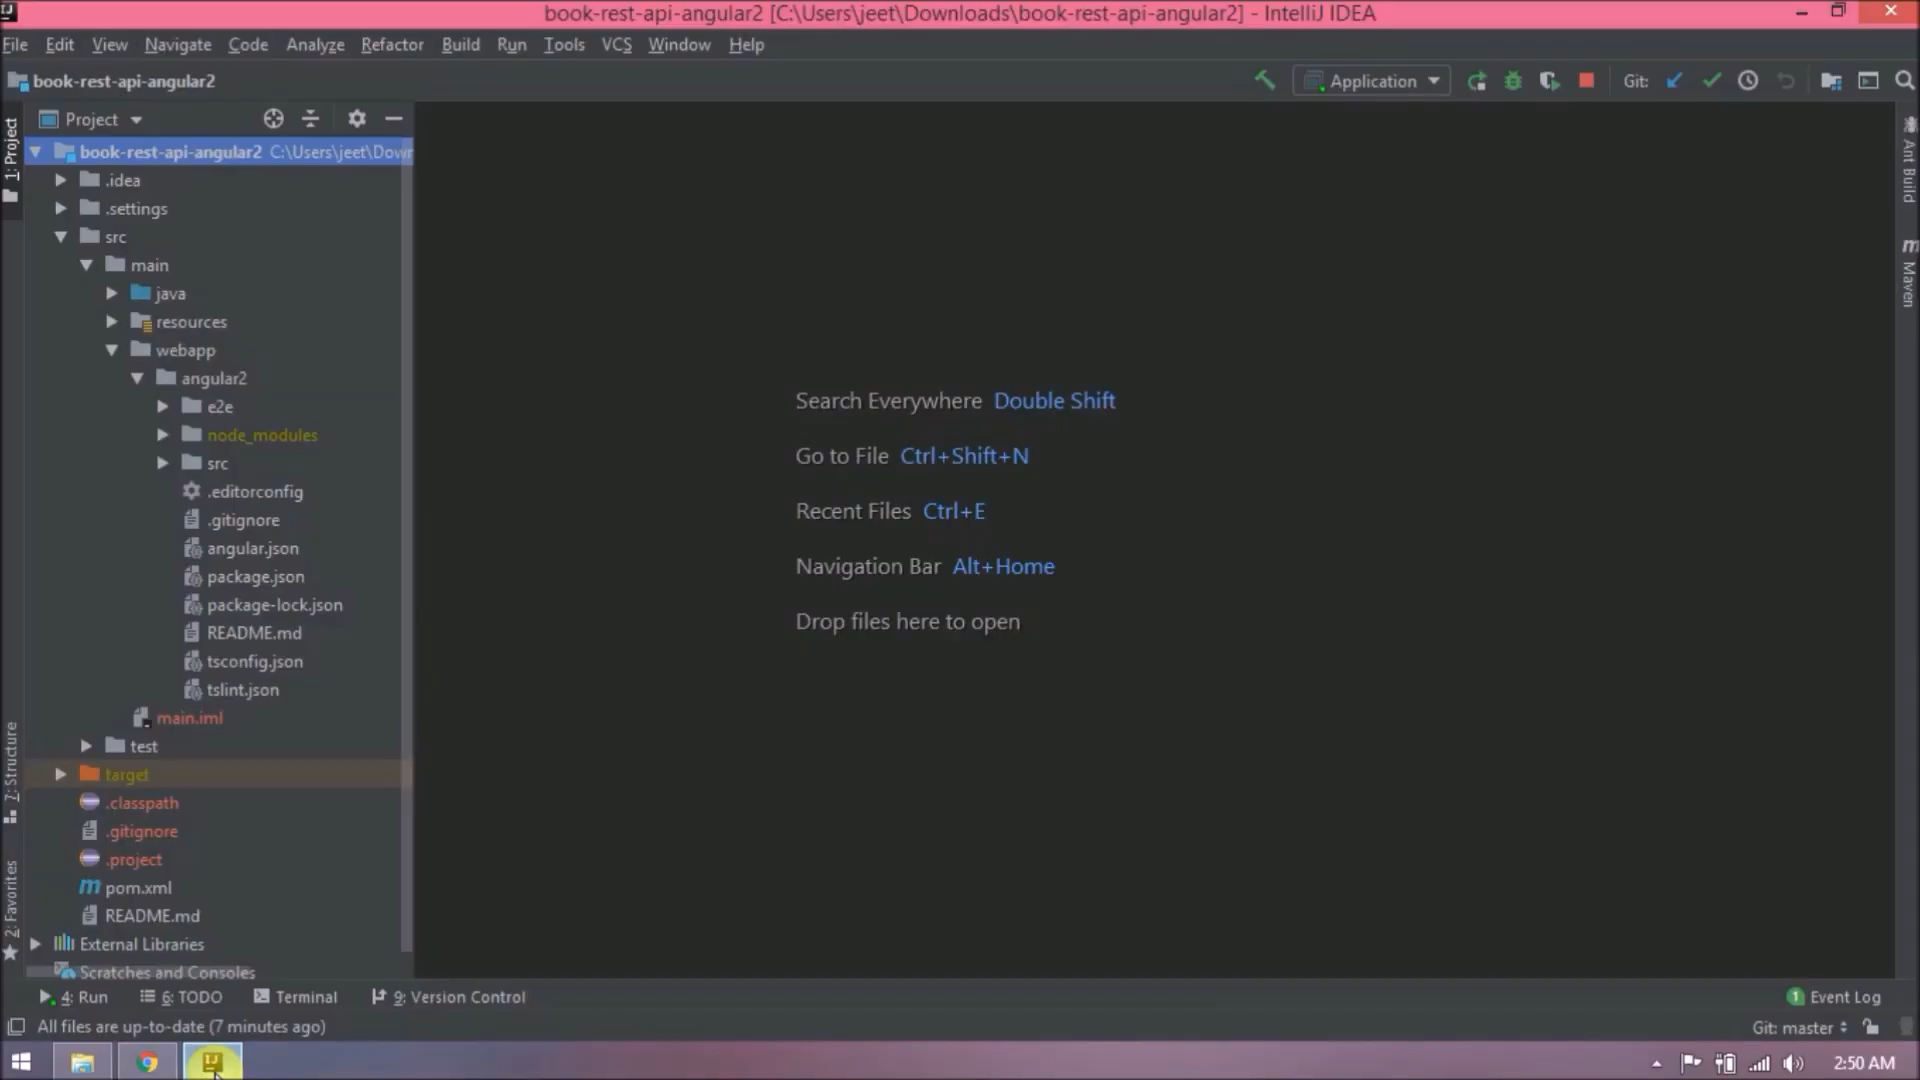 book-rest-api-angular2 [C:\Users\jeet\Downloads\book-rest-api-angular2] - IntelliJ IDEA
File Edit View Navigate Code Analyze Refactor Build Run Tools VCS Window Help
book-rest-api-angular2 Application Git:
Project
1: Project
book-rest-api-angular2 C:\Users\jeet\Down
.idea
.settings
src
main
java
resources
webapp
angular2
e2e
node_modules
src
.editorconfig
.gitignore
angular.json
package.json
package-lock.json
README.md
tsconfig.json
tslint.json
main.iml
test
target
.classpath
.gitignore
.project
pom.xml
README.md
External Libraries
Scratches and Consoles
7: Structure
2: Favorites
Search Everywhere Double Shift
Go to File Ctrl+Shift+N
Recent Files Ctrl+E
Navigation Bar Alt+Home
Drop files here to open
Ant Build
Maven
4: Run 6: TODO Terminal 9: Version Control 1 Event Log
All files are up-to-date (7 minutes ago) Git: master
2:50 AM